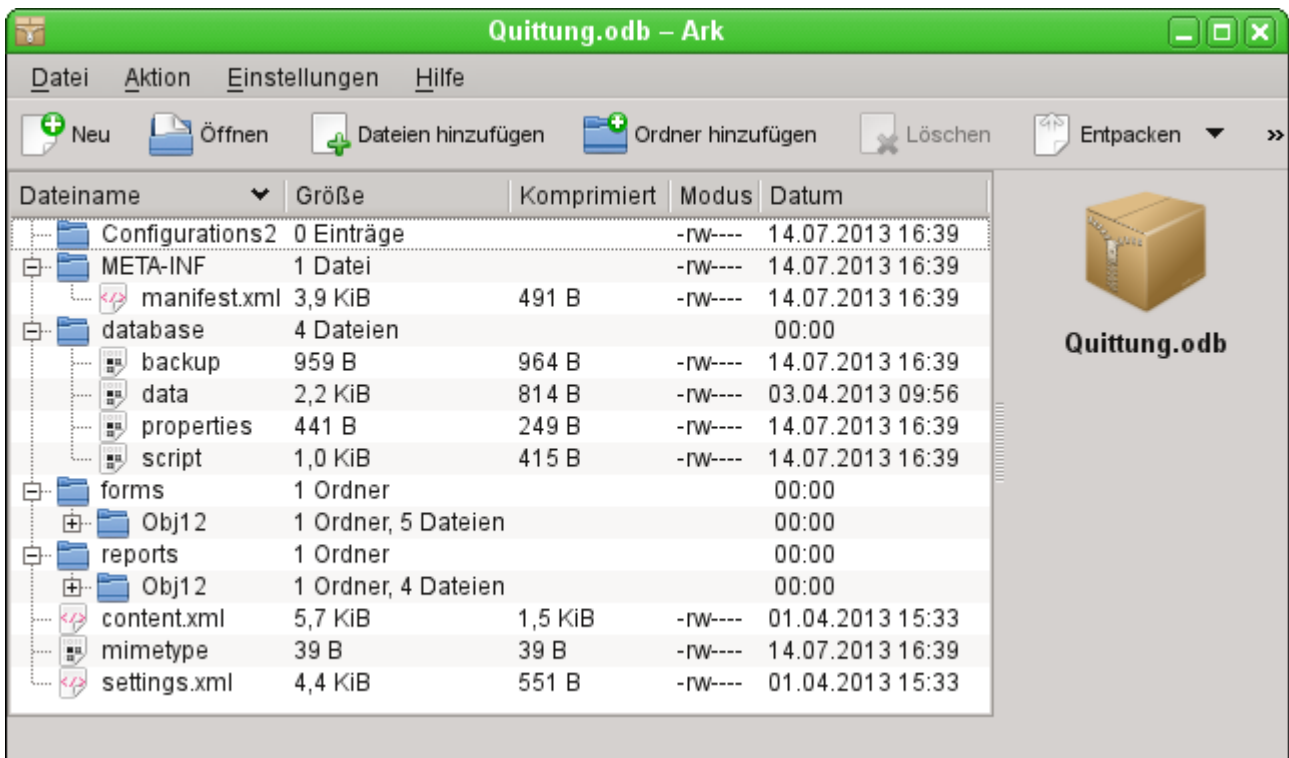 Quittung.odb – Ark
Datei Aktion Einstellungen Hilfe
Neu Öffnen Dateien hinzufügen Ordner hinzufügen Löschen Entpacken »
Dateiname Größe Komprimiert Modus Datum
Configurations2 0 Einträge -rw---- 14.07.2013 16:39
META-INF 1 Datei -rw---- 14.07.2013 16:39
manifest.xml 3,9 KiB 491 B -rw---- 14.07.2013 16:39
database 4 Dateien 00:00
Quittung.odb
backup 959 B 964 B -rw---- 14.07.2013 16:39
data 2,2 KiB 814 B -rw---- 03.04.2013 09:56
properties 441 B 249 B -rw---- 14.07.2013 16:39
script 1,0 KiB 415 B -rw---- 14.07.2013 16:39
forms 1 Ordner 00:00
Obj12 1 Ordner, 5 Dateien 00:00
reports 1 Ordner 00:00
Obj12 1 Ordner, 4 Dateien 00:00
content.xml 5,7 KiB 1,5 KiB -rw---- 01.04.2013 15:33
mimetype 39 B 39 B -rw---- 14.07.2013 16:39
settings.xml 4,4 KiB 551 B -rw---- 01.04.2013 15:33